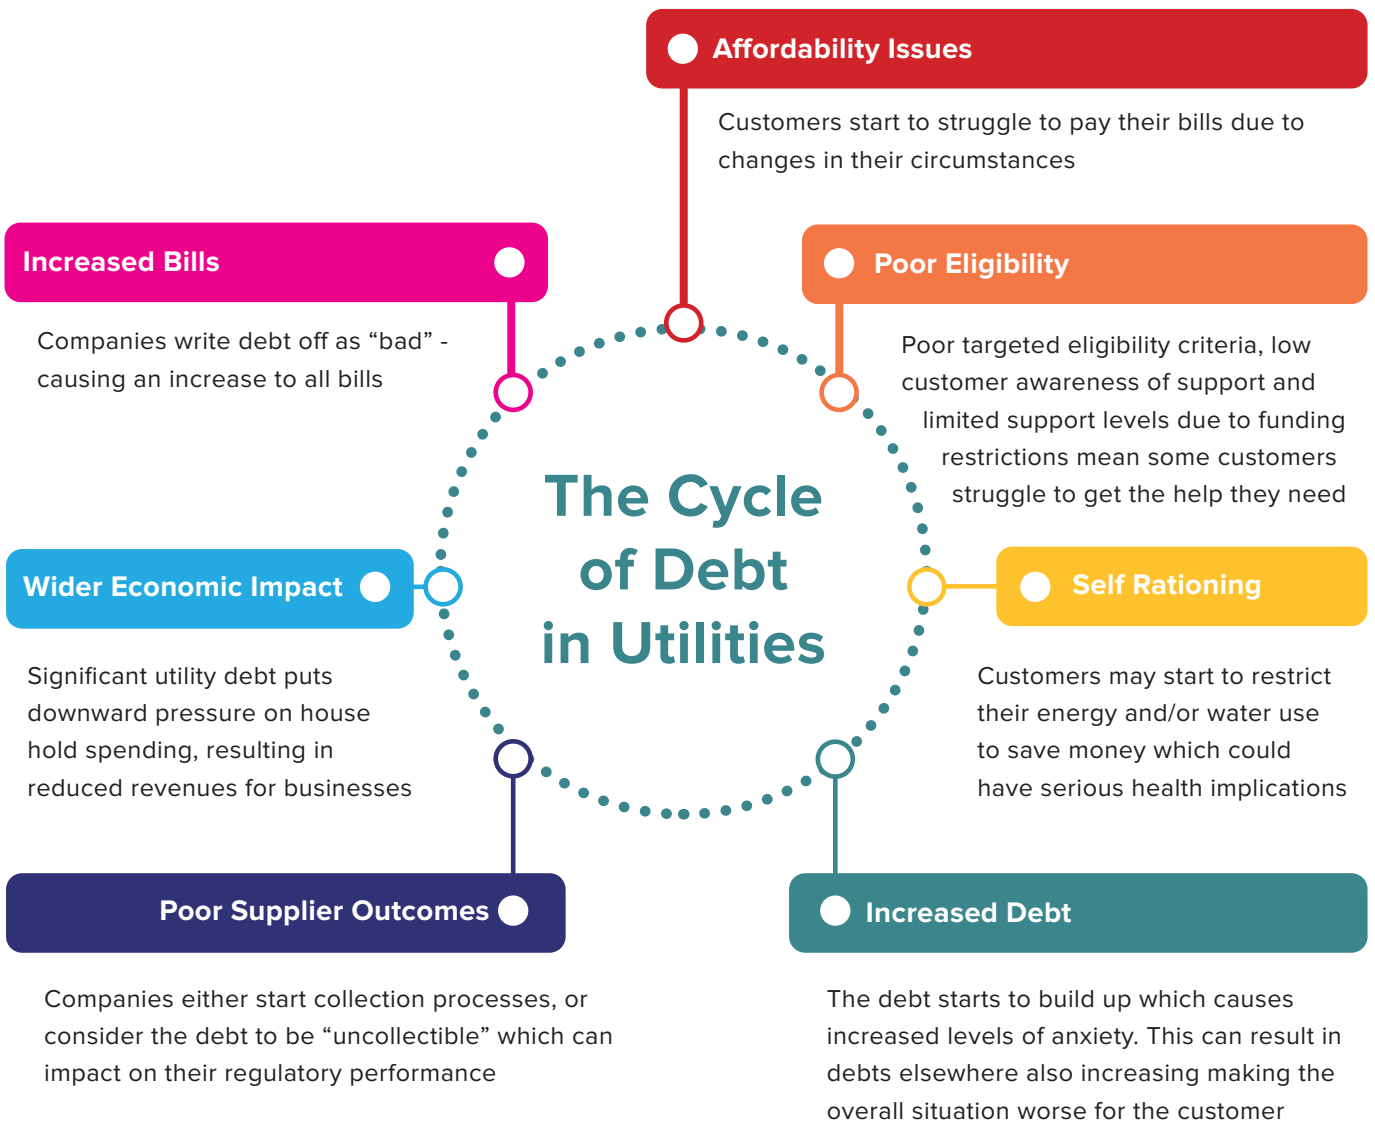 Affordability Issues
Customers start to struggle to pay their bills due to
changes in their circumstances
Poor Eligibility
Poor targeted eligibility criteria, low
customer awareness of support and
limited support levels due to funding
restrictions mean some customers
struggle to get the help they need
Self Rationing
Customers may start to restrict
their energy and/or water use
to save money which could
have serious health implications
Increased Debt
The debt starts to build up which causes
increased levels of anxiety. This can result in
debts elsewhere also increasing making the
overall situation worse for the customer
Poor Supplier Outcomes
Companies either start collection processes, or
consider the debt to be “uncollectible” which can
impact on their regulatory performance
Wider Economic Impact
Significant utility debt puts
downward pressure on house
hold spending, resulting in
reduced revenues for businesses
Increased Bills
Companies write debt off as “bad” -
causing an increase to all bills
The Cycle
of Debt
in Utilities